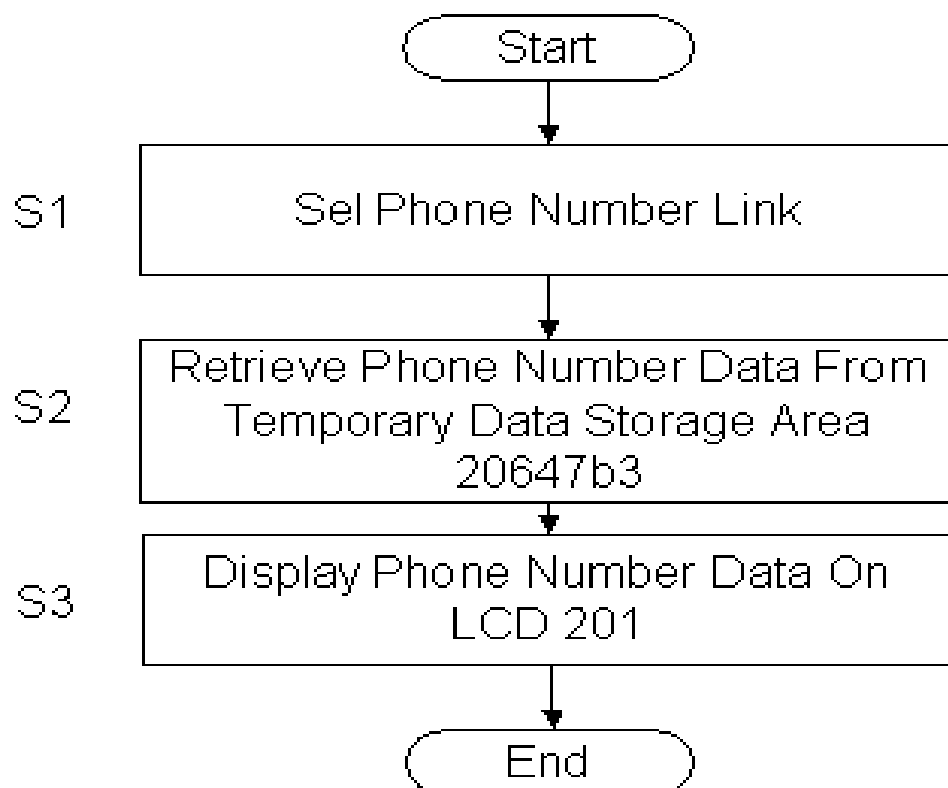 Start
S1
Sel Phone Number Link
S2
Retrieve Phone Number Data From
Temporary Data Storage Area
20647b3
S3
Display Phone Number Data On
LCD 201
End